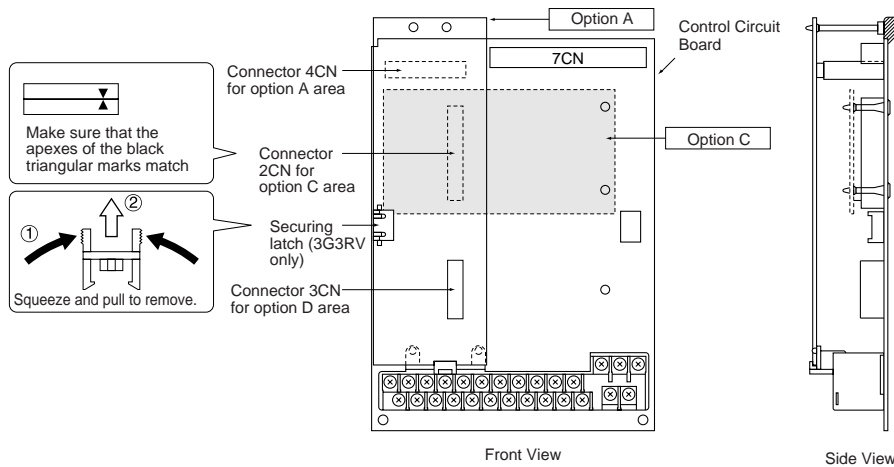 Option A
Control Circuit
Board
7CN
Connector 4CN
for option A area
Make sure that the
apexes of the black
triangular marks match
Connector
2CN for
option C area
Option C
①
②
Squeeze and pull to remove.
Securing
latch (3G3RV
only)
Connector 3CN
for option D area
Front View
Side View